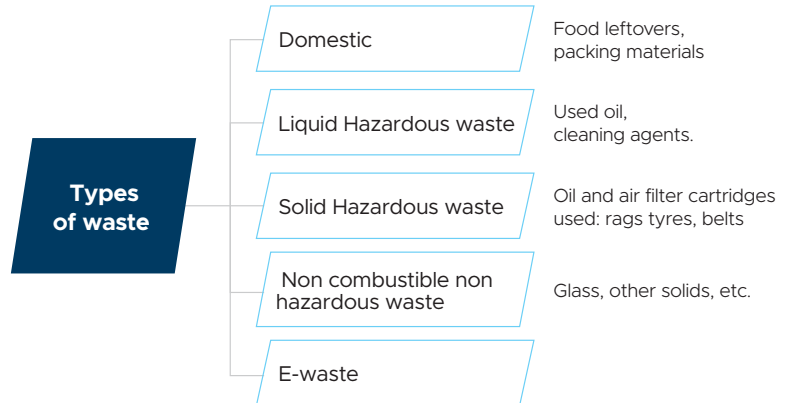 Types
of waste
Domestic
Food leftovers,
packing materials
Liquid Hazardous waste
Used oil,
cleaning agents.
Solid Hazardous waste
Oil and air filter cartridges
used: rags tyres, belts
Non combustible non
hazardous waste
Glass, other solids, etc.
E-waste